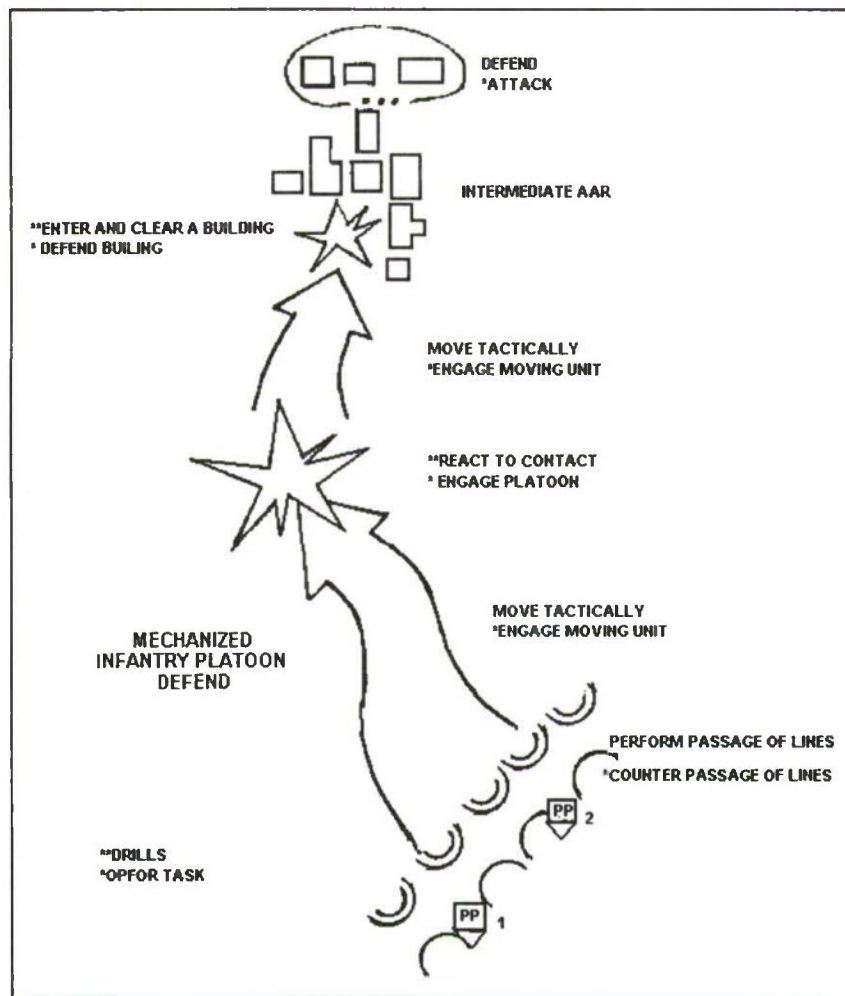 DEFEND
*ATTACK
INTERMEDIATE AAR
**ENTER AND CLEAR A BUILDING
* DEFEND BUILING
MOVE TACTICALLY
*ENGAGE MOVING UNIT
**REACT TO CONTACT
* ENGAGE PLATOON
MOVE TACTICALLY
*ENGAGE MOVING UNIT
MECHANIZED
INFANTRY PLATOON
DEFEND
PERFORM PASSAGE OF LINES
*COUNTER PASSAGE OF LINES
PP 2
**DRILLS
*OPFOR TASK
PP 1